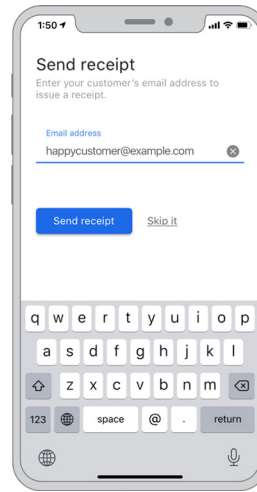 1:50
Send receipt
Enter your customer's email address to
issue a receipt.
Email address
happycustomer@example.com
Send receipt Skip it
q w e r t y u i o p
a s d f g h j k l
z x c v b n m
123 space @ . return